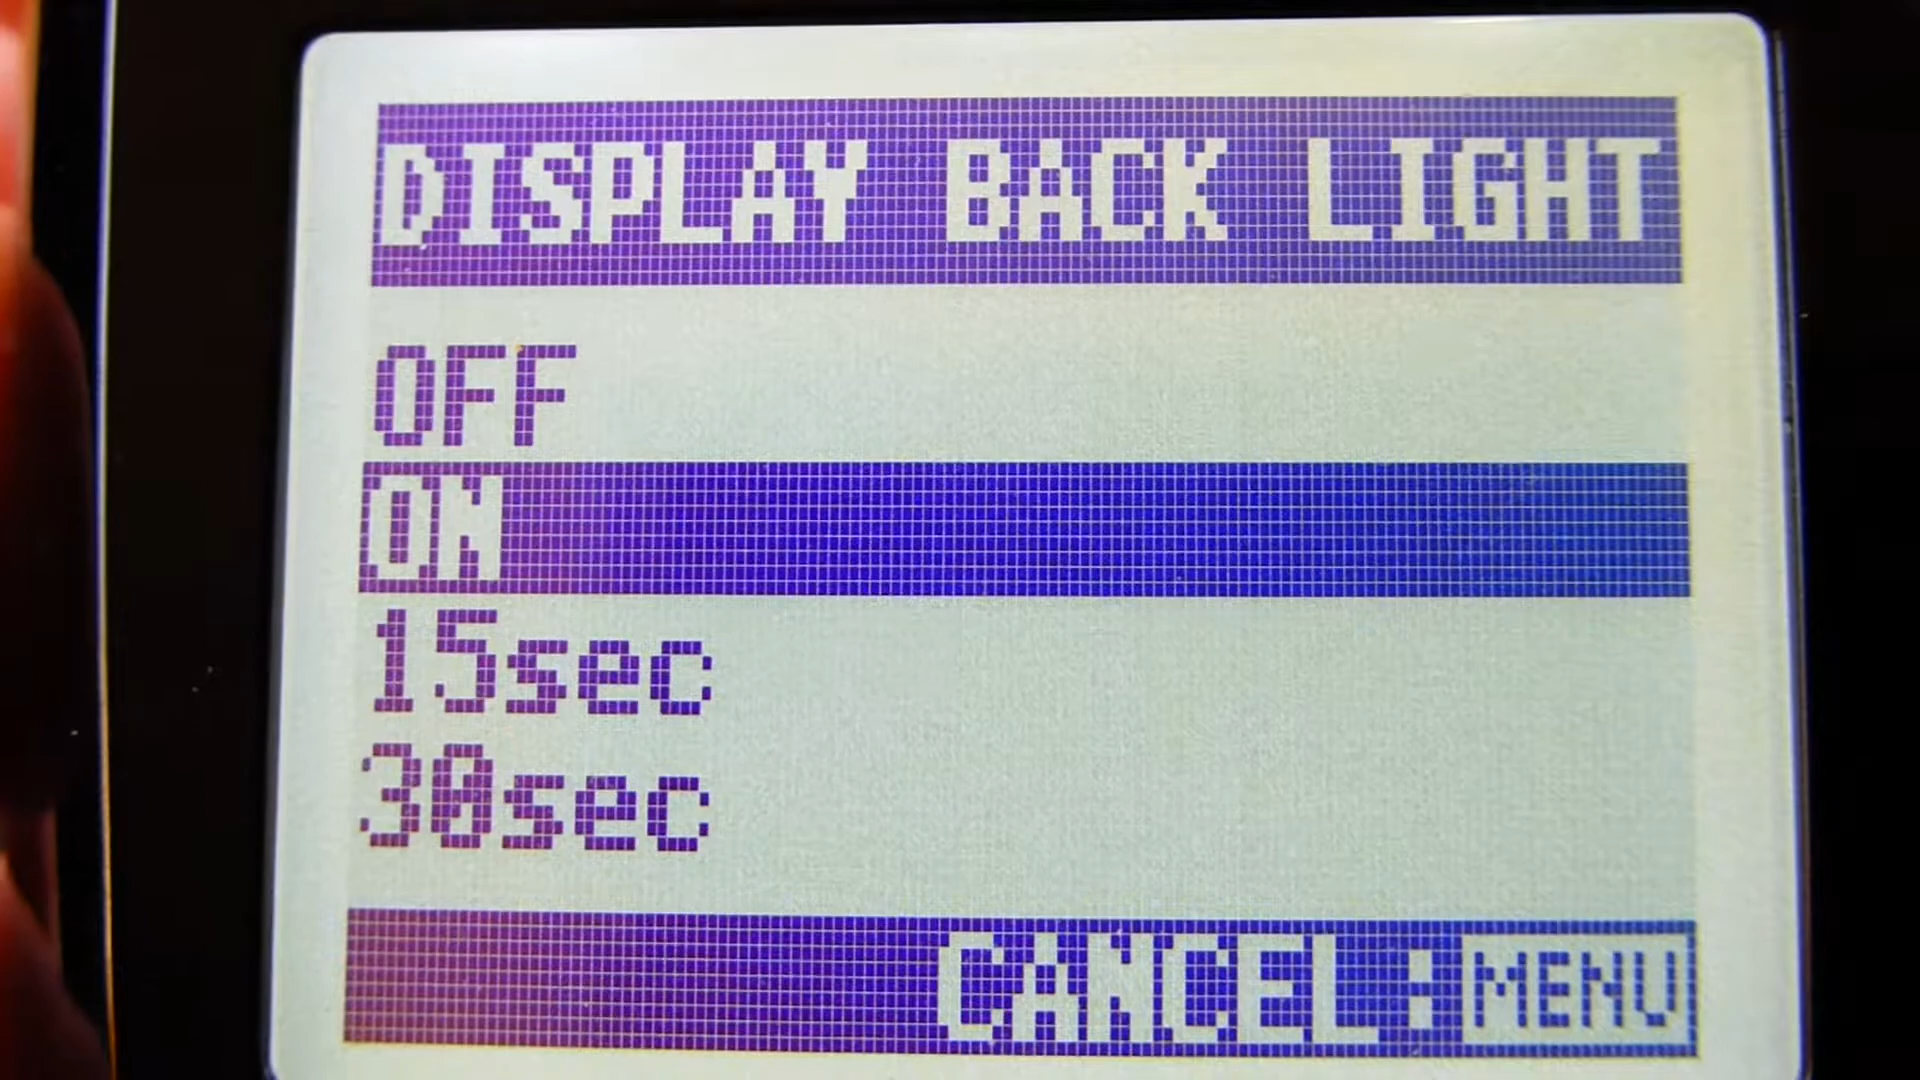 DISPLAY BACK LIGHT
OFF
ON
15sec
30sec
CANCEL:MENU